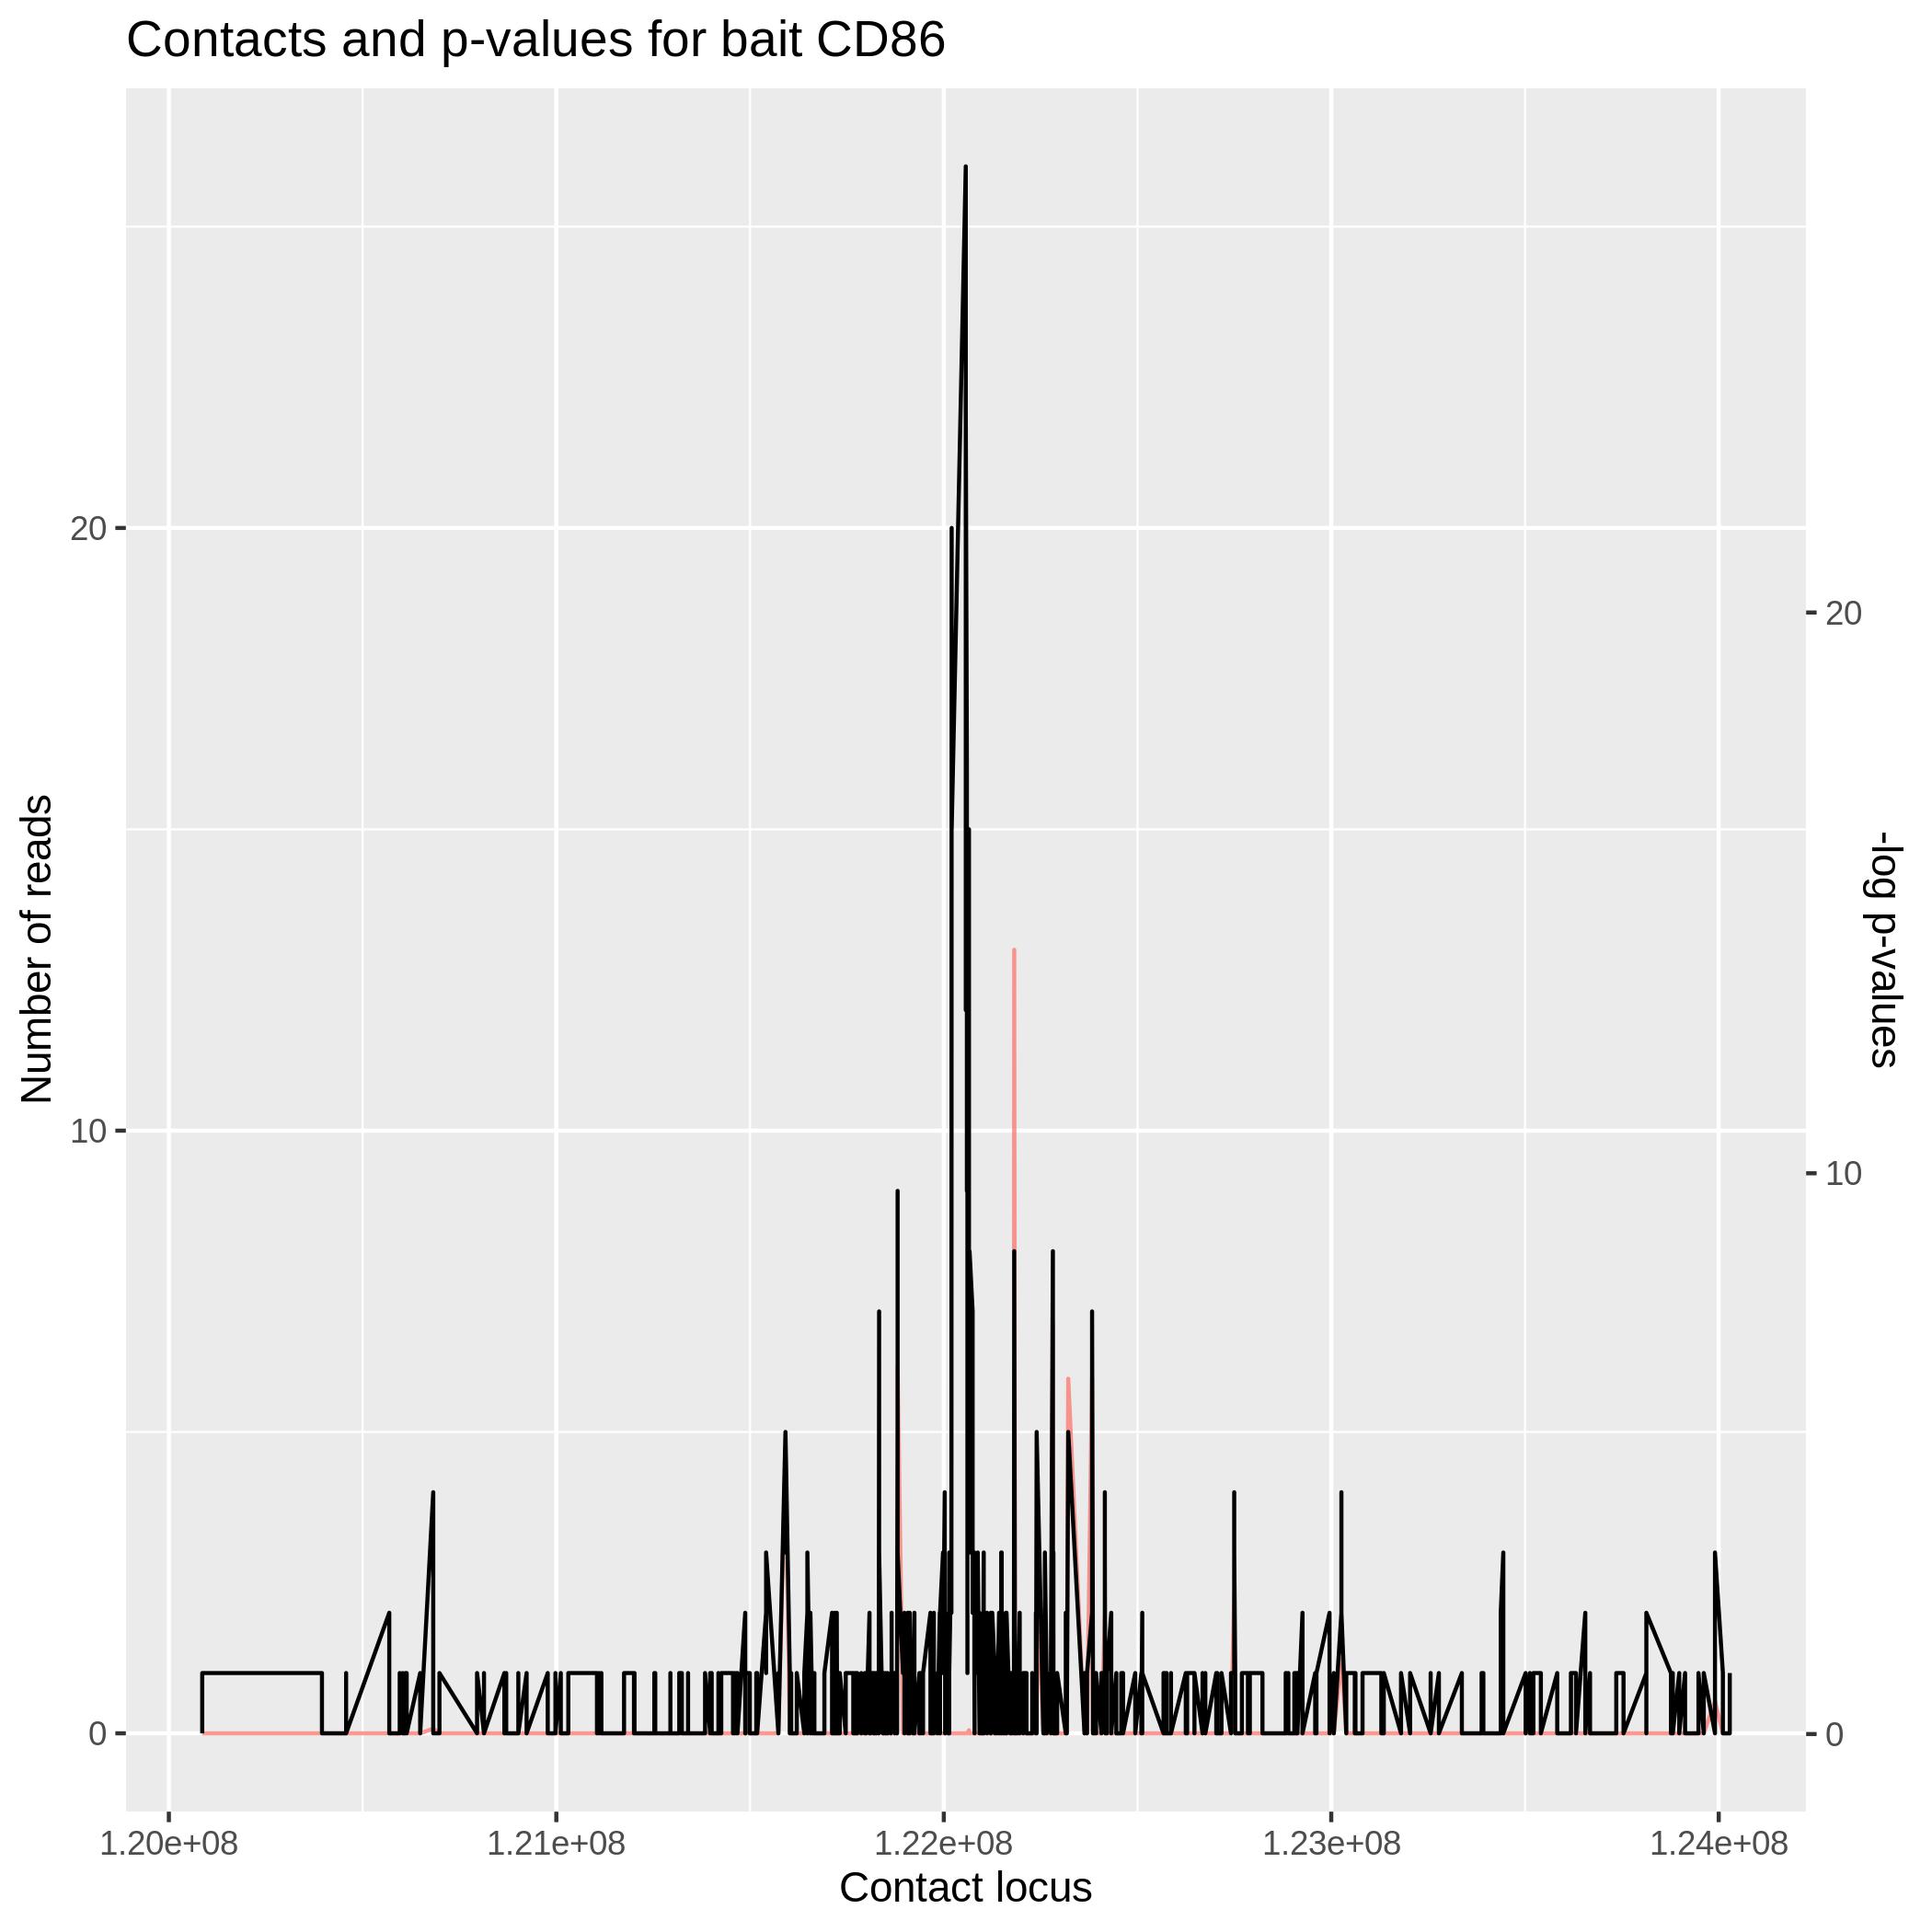 Contacts and p-values for bait CD86
Number of reads
20
10
0
20
10
0
-log p-values
1.20e+08 1.21e+08 1.22e+08 1.23e+08 1.24e+08
Contact locus